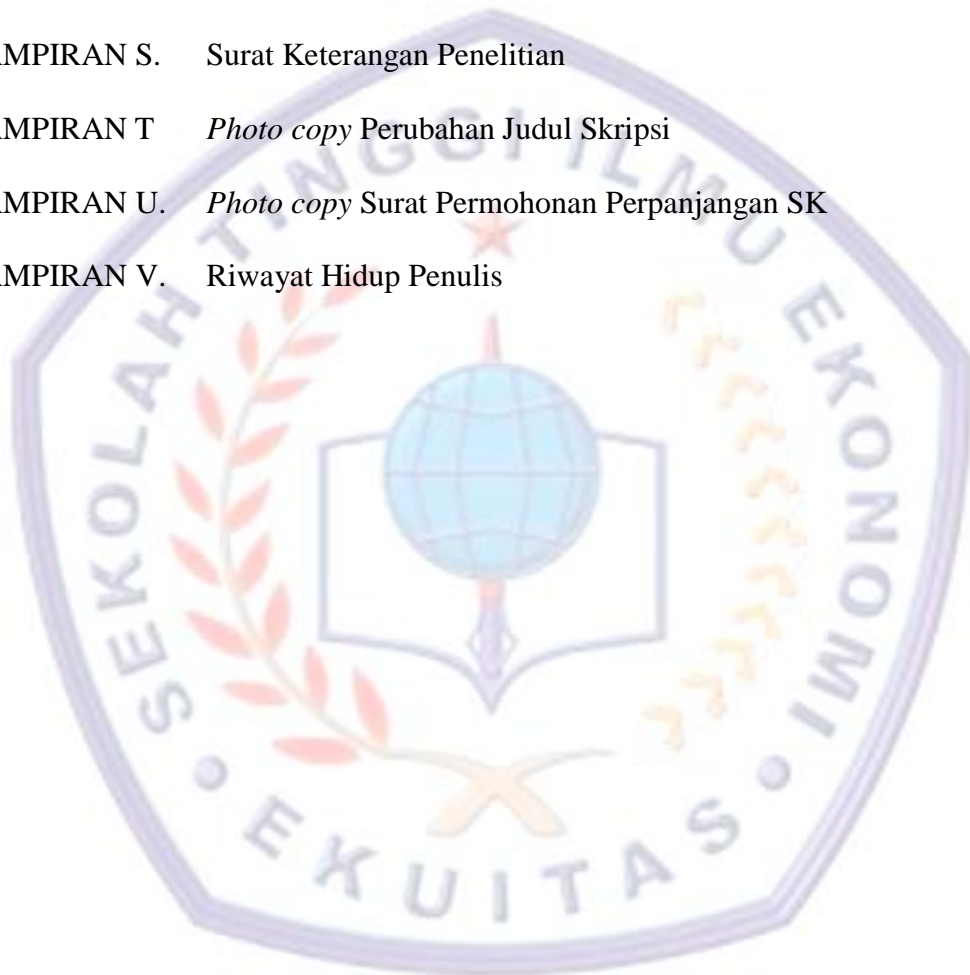 AMPIRAN S. Surat Keterangan Penelitian
AMPIRAN T Photo copy Perubahan Judul Skripsi
AMPIRAN U. Photo copy Surat Permohonan Perpanjangan SK
AMPIRAN V. Riwayat Hidup Penulis
SEKOLAH TINGGI ILMU EKONOMI
• EKUITAS •